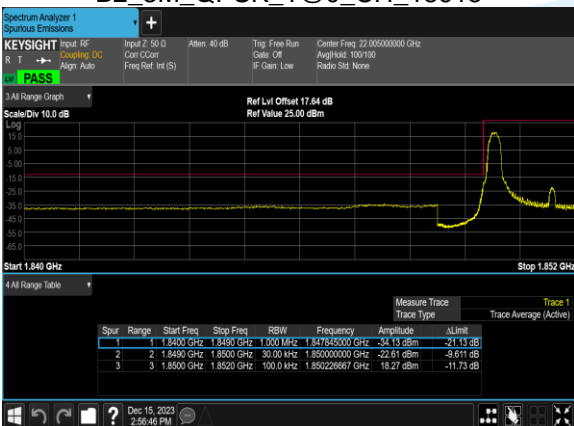 B2_5M_QPSK_1@0_CH_18615
Spectrum Analyzer 1
Spurious Emissions
+
KEYSIGHT Input: RF Input Z: 50 Ω Atten: 40 dB Trig: Free Run Center Freq: 22.005000000 GHz
R T Coupling: DC Corr CCorr Gate: Off Avg|Hold: 100/100
Align: Auto Freq Ref: Int (S) IF Gain: Low Radio Std: None
PASS
3 All Range Graph
Ref Lvl Offset 17.64 dB
Scale/Div 10.0 dB Ref Value 25.00 dBm
Log
15.0
5.00
-5.00
-15.0
-25.0
-35.0
-45.0
-55.0
-65.0
Start 1.840 GHz Stop 1.852 GHz
4 All Range Table
Measure Trace Trace 1
Trace Type Trace Average (Active)
Spur Range Start Freq Stop Freq RBW Frequency Amplitude ΔLimit
1 1 1.8400 GHz 1.8490 GHz 1.000 MHz 1.847845000 GHz -34.13 dBm -21.13 dB
2 2 1.8490 GHz 1.8500 GHz 30.00 kHz 1.850000000 GHz -22.61 dBm -9.611 dB
3 3 1.8500 GHz 1.8520 GHz 100.0 kHz 1.850226667 GHz 18.27 dBm -11.73 dB
? Dec 15, 2023
2:56:46 PM